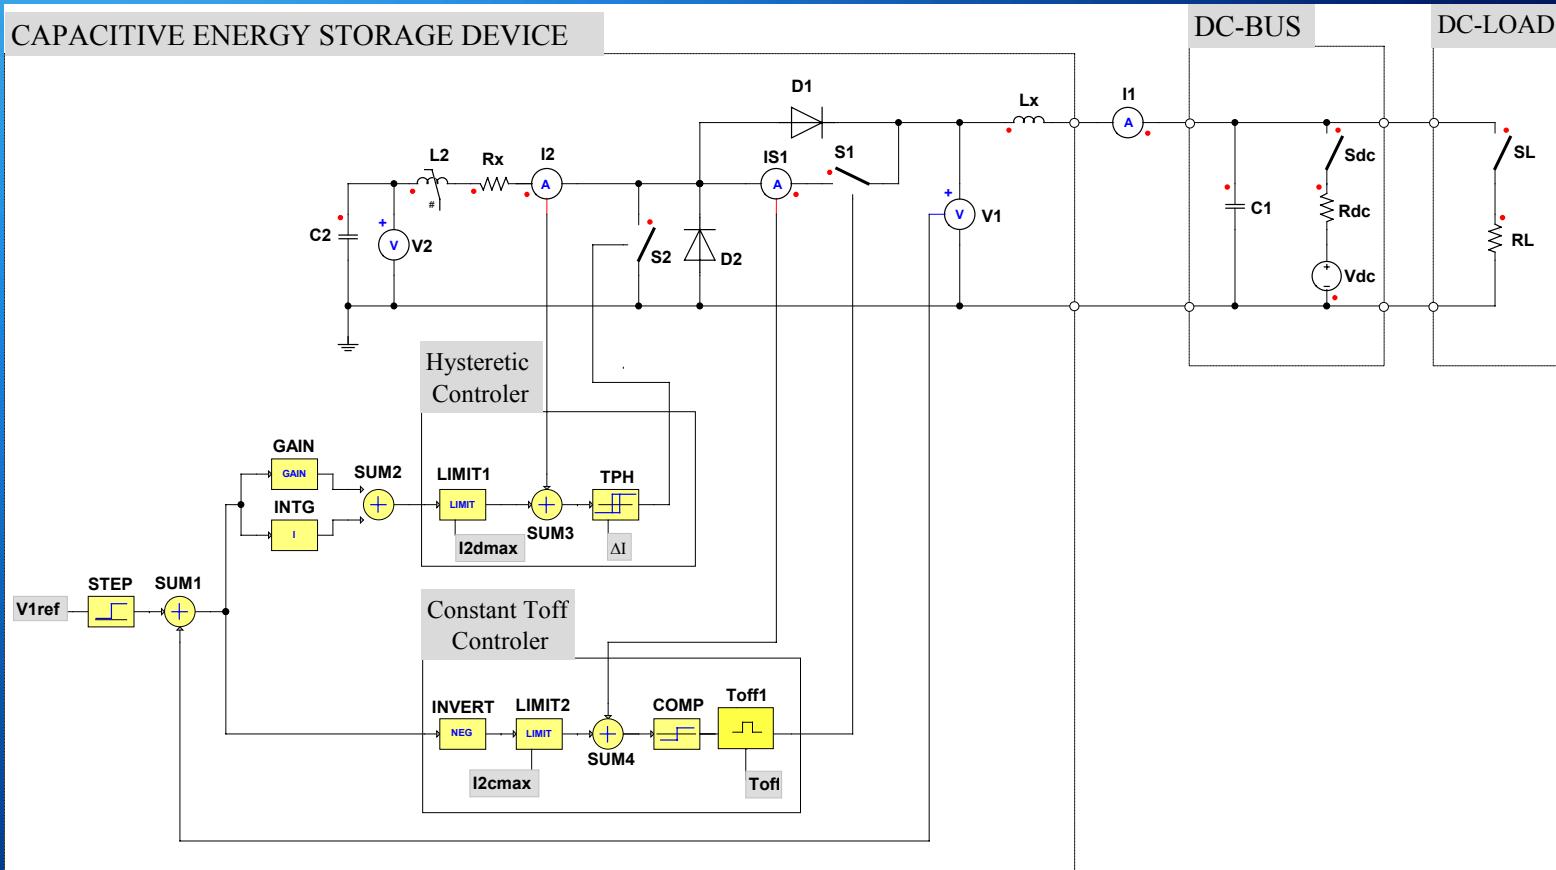 CAPACITIVE ENERGY STORAGE DEVICE
DC-BUS
DC-LOAD
D1
Lx
I1
L2
Rx
I2
IS1
S1
Sdc
SL
#
A
A
A
C2
V
V2
S2
D2
V
V1
C1
Rdc
RL
Vdc
Hysteretic
Controler
GAIN
GAIN
SUM2
LIMIT1
LIMIT
TPH
INTG
I
SUM3
I2dmax
ΔI
STEP
SUM1
V1ref
Constant Toff
Controler
INVERT
NEG
LIMIT2
LIMIT
COMP
Toff1
SUM4
I2cmax
Toff